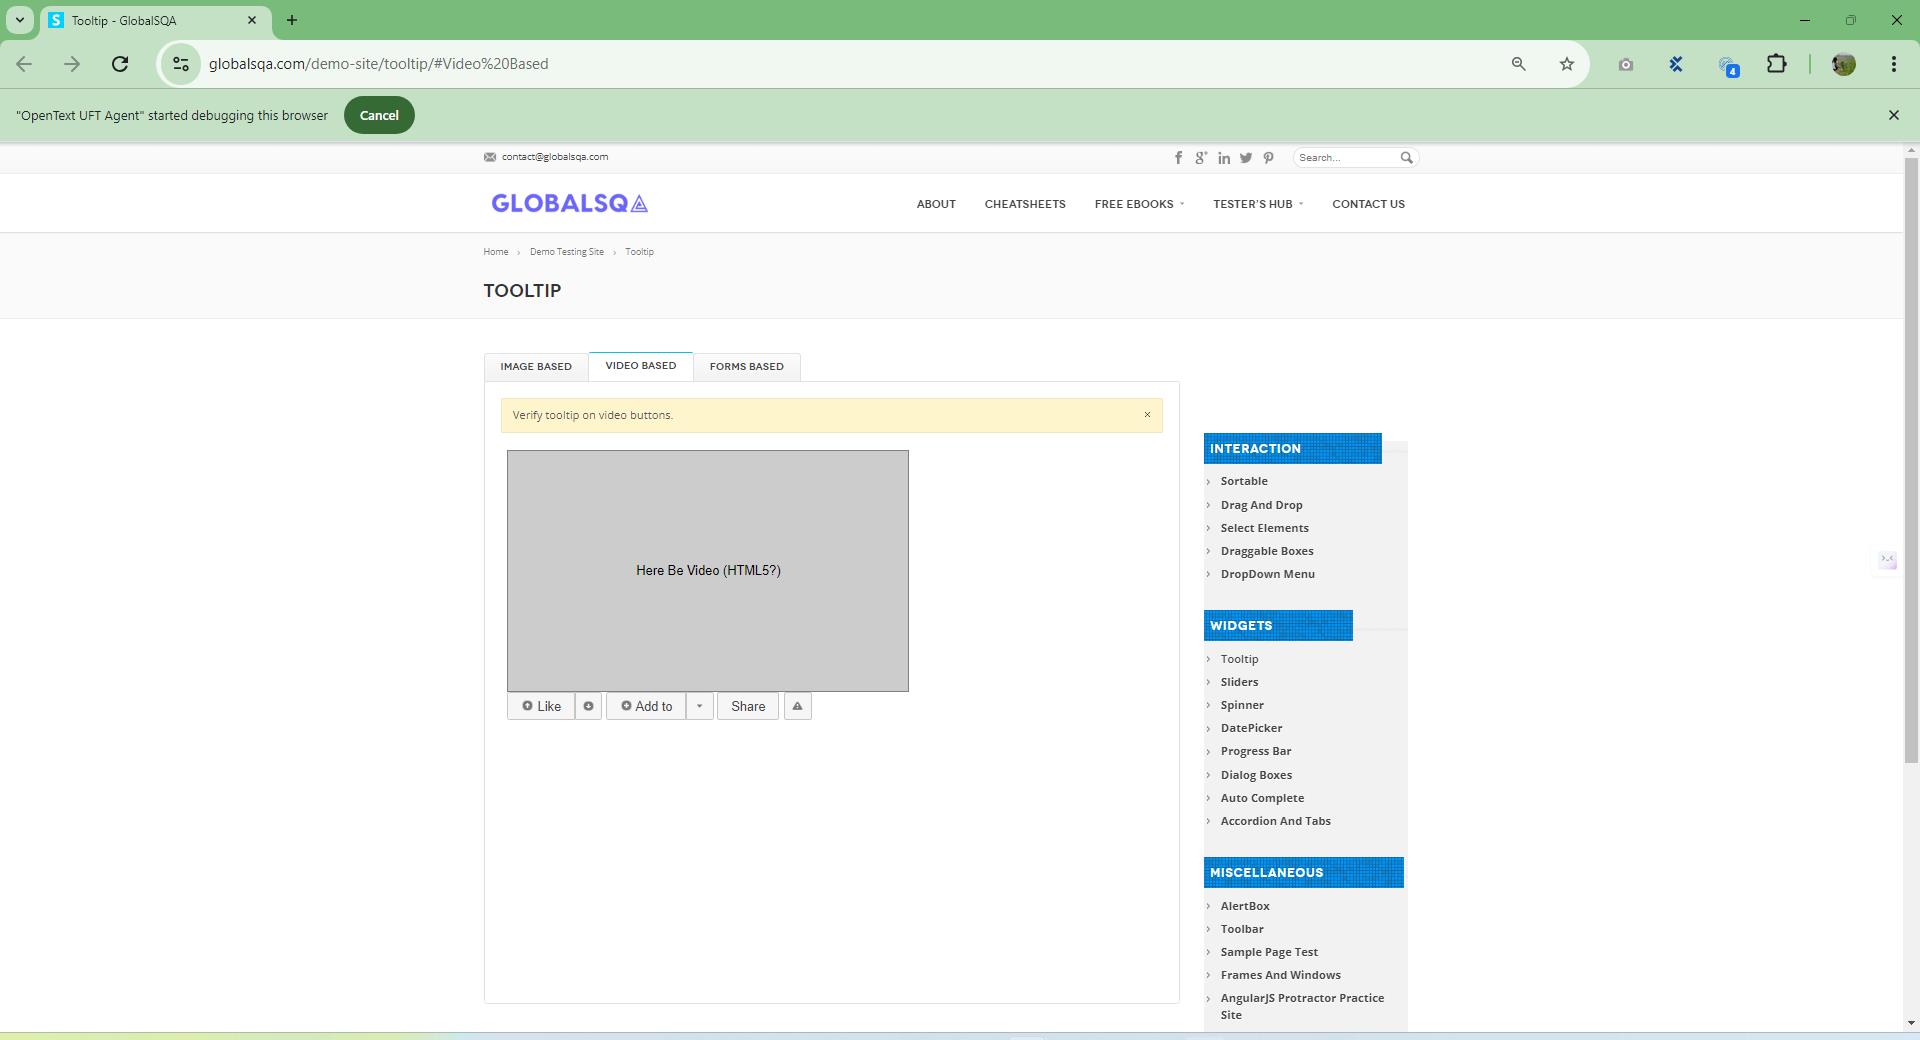 Tooltip - GlobalSQA
globalsqa.com/demo-site/tooltip/#Video%20Based
4
"OpenText UFT Agent" started debugging this browser
Cancel
contact@globalsqa.com
Search...
GLOBALSQA
ABOUT
CHEATSHEETS
FREE EBOOKS
TESTER'S HUB
CONTACT US
Home › Demo Testing Site › Tooltip
TOOLTIP
IMAGE BASED
VIDEO BASED
FORMS BASED
Verify tooltip on video buttons.
Here Be Video (HTML5?)
Like
Add to
Share
INTERACTION
Sortable
Drag And Drop
Select Elements
Draggable Boxes
DropDown Menu
WIDGETS
Tooltip
Sliders
Spinner
DatePicker
Progress Bar
Dialog Boxes
Auto Complete
Accordion And Tabs
MISCELLANEOUS
AlertBox
Toolbar
Sample Page Test
Frames And Windows
AngularJS Protractor Practice
Site